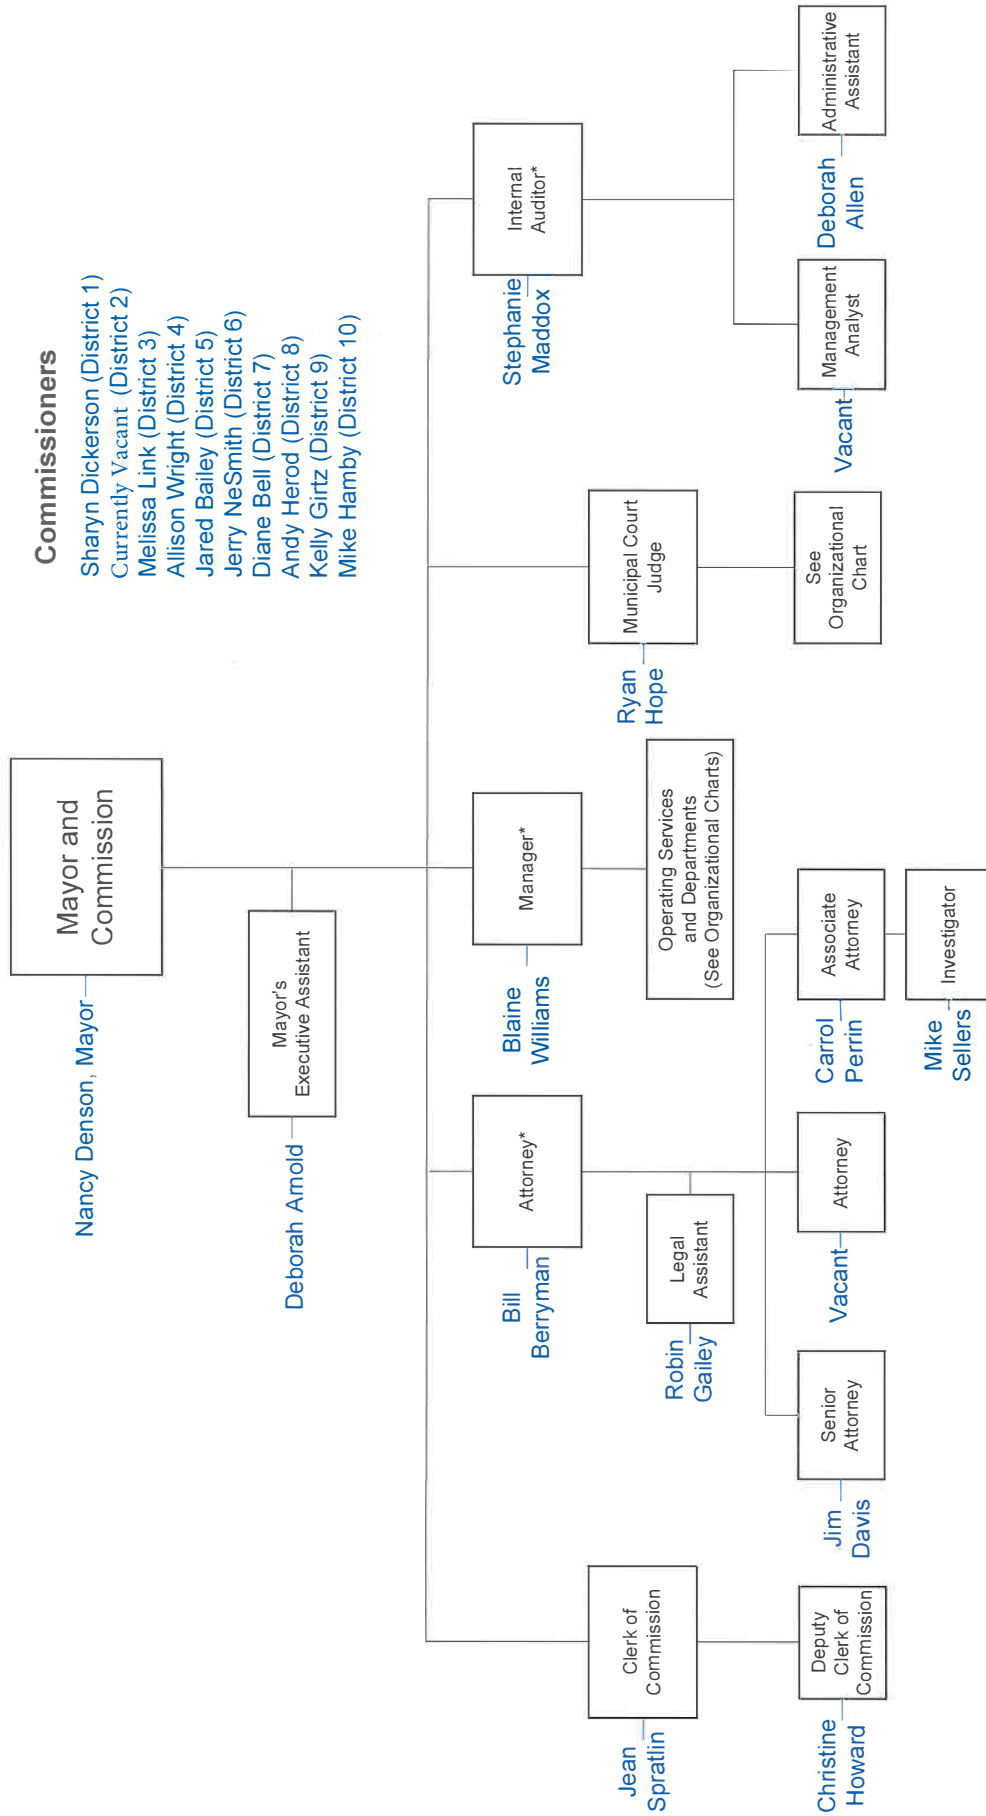 Commissioners
Sharyn Dickerson (District 1)
Currently Vacant (District 2)
Melissa Link (District 3)
Allison Wright (District 4)
Jared Bailey (District 5)
Jerry NeSmith (District 6)
Diane Bell (District 7)
Andy Herod (District 8)
Kelly Girtz (District 9)
Mike Hamby (District 10)
Nancy Denson, Mayor
Mayor and
Commission
Deborah Arnold
Mayor's
Executive Assistant
Jean
Spratlin
Clerk of
Commission
Christine
Howard
Deputy
Clerk of
Commission
Bill
Berryman
Attorney*
Robin
Gailey
Legal
Assistant
Jim
Davis
Senior
Attorney
Vacant
Attorney
Carrol
Perrin
Associate
Attorney
Mike
Sellers
Investigator
Blaine
Williams
Manager*
Operating Services
and Departments
(See Organizational Charts)
Ryan
Hope
Municipal Court
Judge
See
Organizational
Chart
Stephanie
Maddox
Internal
Auditor*
Vacant
Management
Analyst
Deborah
Allen
Administrative
Assistant